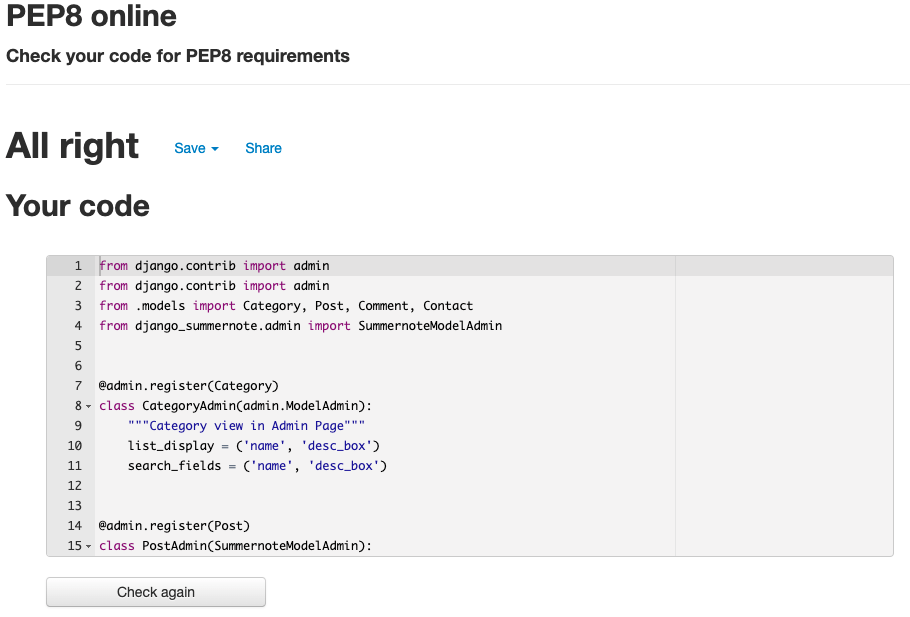 PEP8 online
Check your code for PEP8 requirements
All right Save Share
Your code
1 from django.contrib import admin
2 from django.contrib import admin
3 from .models import Category, Post, Comment, Contact
4 from django_summernote.admin import SummernoteModelAdmin
5
6
7 @admin.register(Category)
8 class CategoryAdmin(admin.ModelAdmin):
9     """Category view in Admin Page"""
10     list_display = ('name', 'desc_box')
11     search_fields = ('name', 'desc_box')
12
13
14 @admin.register(Post)
15 class PostAdmin(SummernoteModelAdmin):
Check again